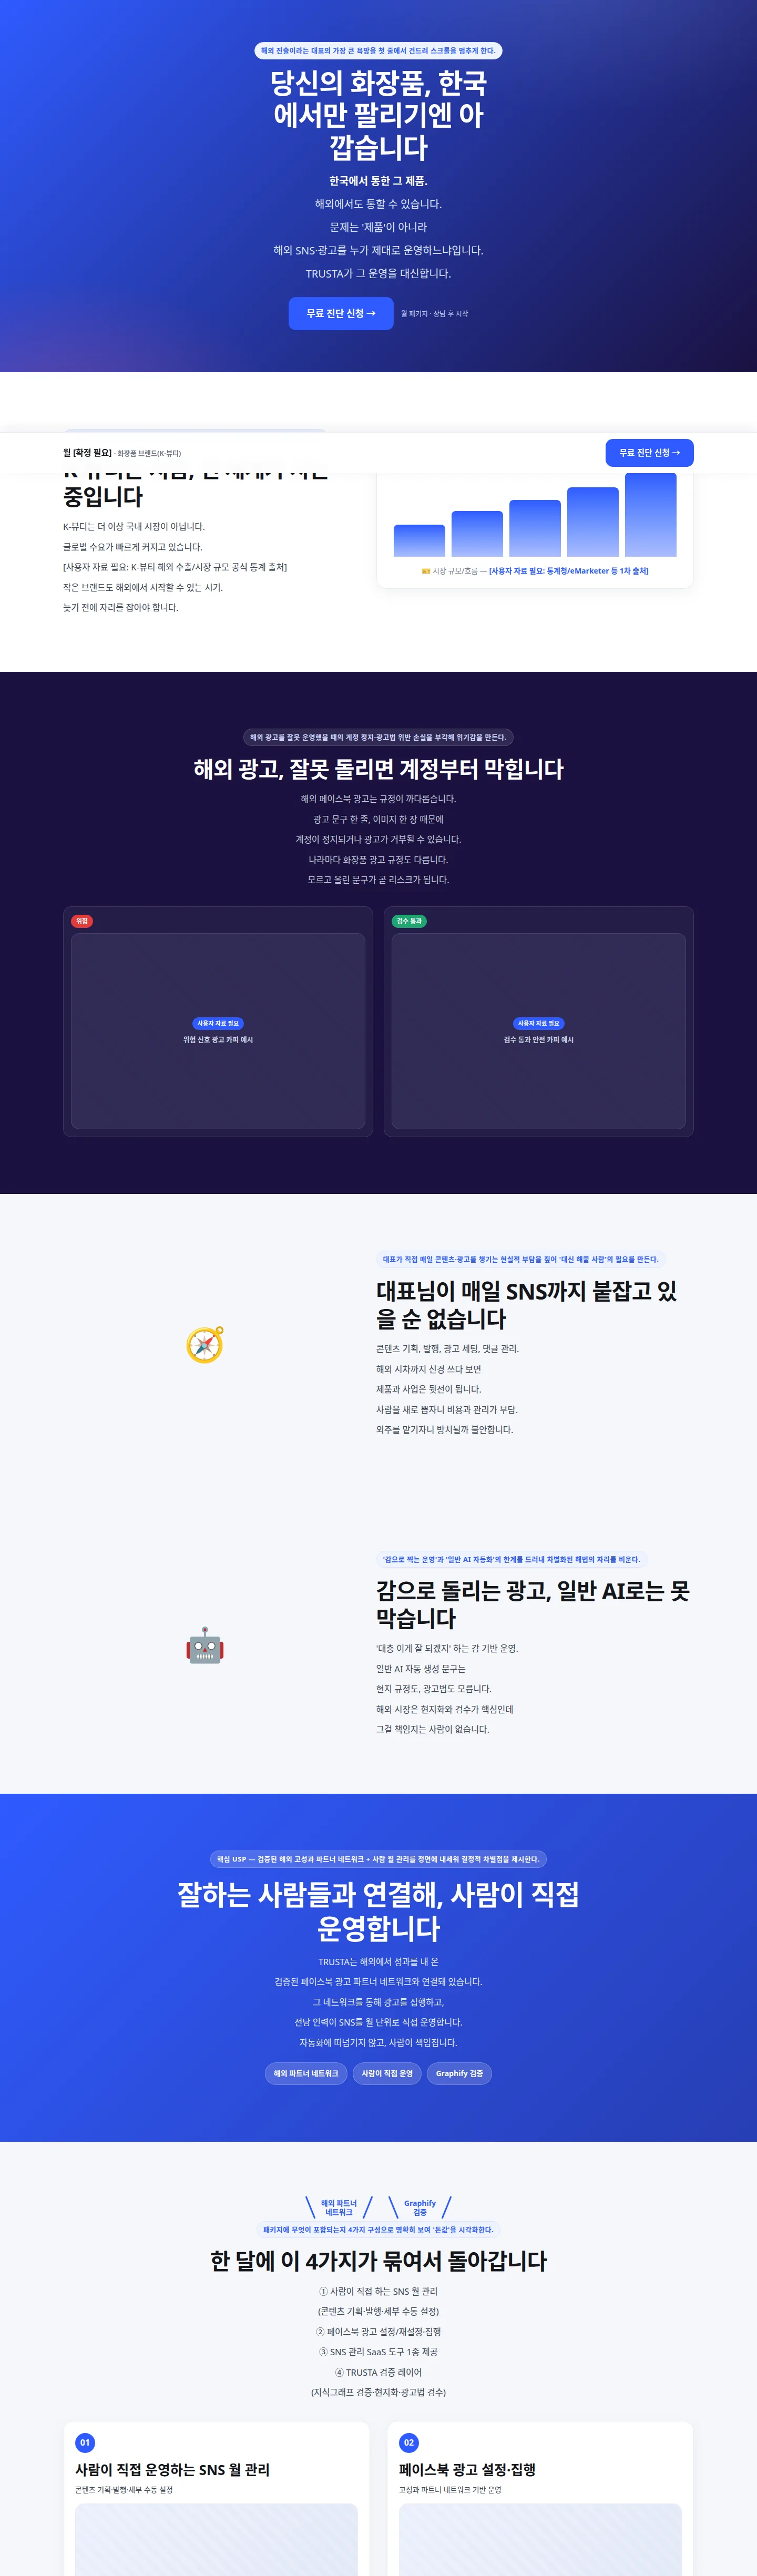 해외 진출이라는 대표의 가장 큰 욕망을 첫 줄에서 건드려 스크롤을 멈추게 한다.
당신의 화장품, 한국
에서만 팔리기엔 아
깝습니다
한국에서 통한 그 제품.
해외에서도 통할 수 있습니다.
문제는 '제품'이 아니라
해외 SNS·광고를 누가 제대로 운영하느냐입니다.
TRUSTA가 그 운영을 대신합니다.
무료 진단 신청 →
월 패키지 · 상담 후 시작
월 [확정 필요] · 화장품 브랜드(K-뷰티)
무료 진단 신청 →
중입니다
K-뷰티는 더 이상 국내 시장이 아닙니다.
글로벌 수요가 빠르게 커지고 있습니다.
[사용자 자료 필요: K-뷰티 해외 수출/시장 규모 공식 통계 출처]
작은 브랜드도 해외에서 시작할 수 있는 시기.
늦기 전에 자리를 잡아야 합니다.
시장 규모/흐름 — [사용자 자료 필요: 통계청/eMarketer 등 1차 출처]
해외 광고를 잘못 운영했을 때의 계정 정지·광고법 위반 손실을 부각해 위기감을 만든다.
해외 광고, 잘못 돌리면 계정부터 막힙니다
해외 페이스북 광고는 규정이 까다롭습니다.
광고 문구 한 줄, 이미지 한 장 때문에
계정이 정지되거나 광고가 거부될 수 있습니다.
나라마다 화장품 광고 규정도 다릅니다.
모르고 올린 문구가 곧 리스크가 됩니다.
위험
사용자 자료 필요
위험 신호 광고 카피 예시
검수 통과
사용자 자료 필요
검수 통과 안전 카피 예시
대표가 직접 매일 콘텐츠·광고를 챙기는 현실적 부담을 짚어 '대신 해줄 사람'의 필요를 만든다.
대표님이 매일 SNS까지 붙잡고 있
을 순 없습니다
콘텐츠 기획, 발행, 광고 세팅, 댓글 관리.
해외 시차까지 신경 쓰다 보면
제품과 사업은 뒷전이 됩니다.
사람을 새로 뽑자니 비용과 관리가 부담.
외주를 맡기자니 방치될까 불안합니다.
'감으로 찍는 운영'과 '일반 AI 자동화'의 한계를 드러내 차별화된 해법의 자리를 비운다.
감으로 돌리는 광고, 일반 AI로는 못
막습니다
'대충 이게 잘 되겠지' 하는 감 기반 운영.
일반 AI 자동 생성 문구는
현지 규정도, 광고법도 모릅니다.
해외 시장은 현지화와 검수가 핵심인데
그걸 책임지는 사람이 없습니다.
핵심 USP — 검증된 해외 고성과 파트너 네트워크 + 사람 월 관리를 정면에 내세워 결정적 차별점을 제시한다.
잘하는 사람들과 연결해, 사람이 직접
운영합니다
TRUSTA는 해외에서 성과를 내 온
검증된 페이스북 광고 파트너 네트워크와 연결돼 있습니다.
그 네트워크를 통해 광고를 집행하고,
전담 인력이 SNS를 월 단위로 직접 운영합니다.
자동화에 떠넘기지 않고, 사람이 책임집니다.
해외 파트너 네트워크
사람이 직접 운영
Graphify 검증
해외 파트너
네트워크
Graphify
검증
패키지에 무엇이 포함되는지 4가지 구성으로 명확히 보여 '돈값'을 시각화한다.
한 달에 이 4가지가 묶여서 돌아갑니다
① 사람이 직접 하는 SNS 월 관리
(콘텐츠 기획·발행·세부 수동 설정)
② 페이스북 광고 설정/재설정·집행
③ SNS 관리 SaaS 도구 1종 제공
④ TRUSTA 검증 레이어
(지식그래프 검증·현지화·광고법 검수)
01
사람이 직접 운영하는 SNS 월 관리
콘텐츠 기획·발행·세부 수동 설정
02
페이스북 광고 설정·집행
고성과 파트너 네트워크 기반 운영